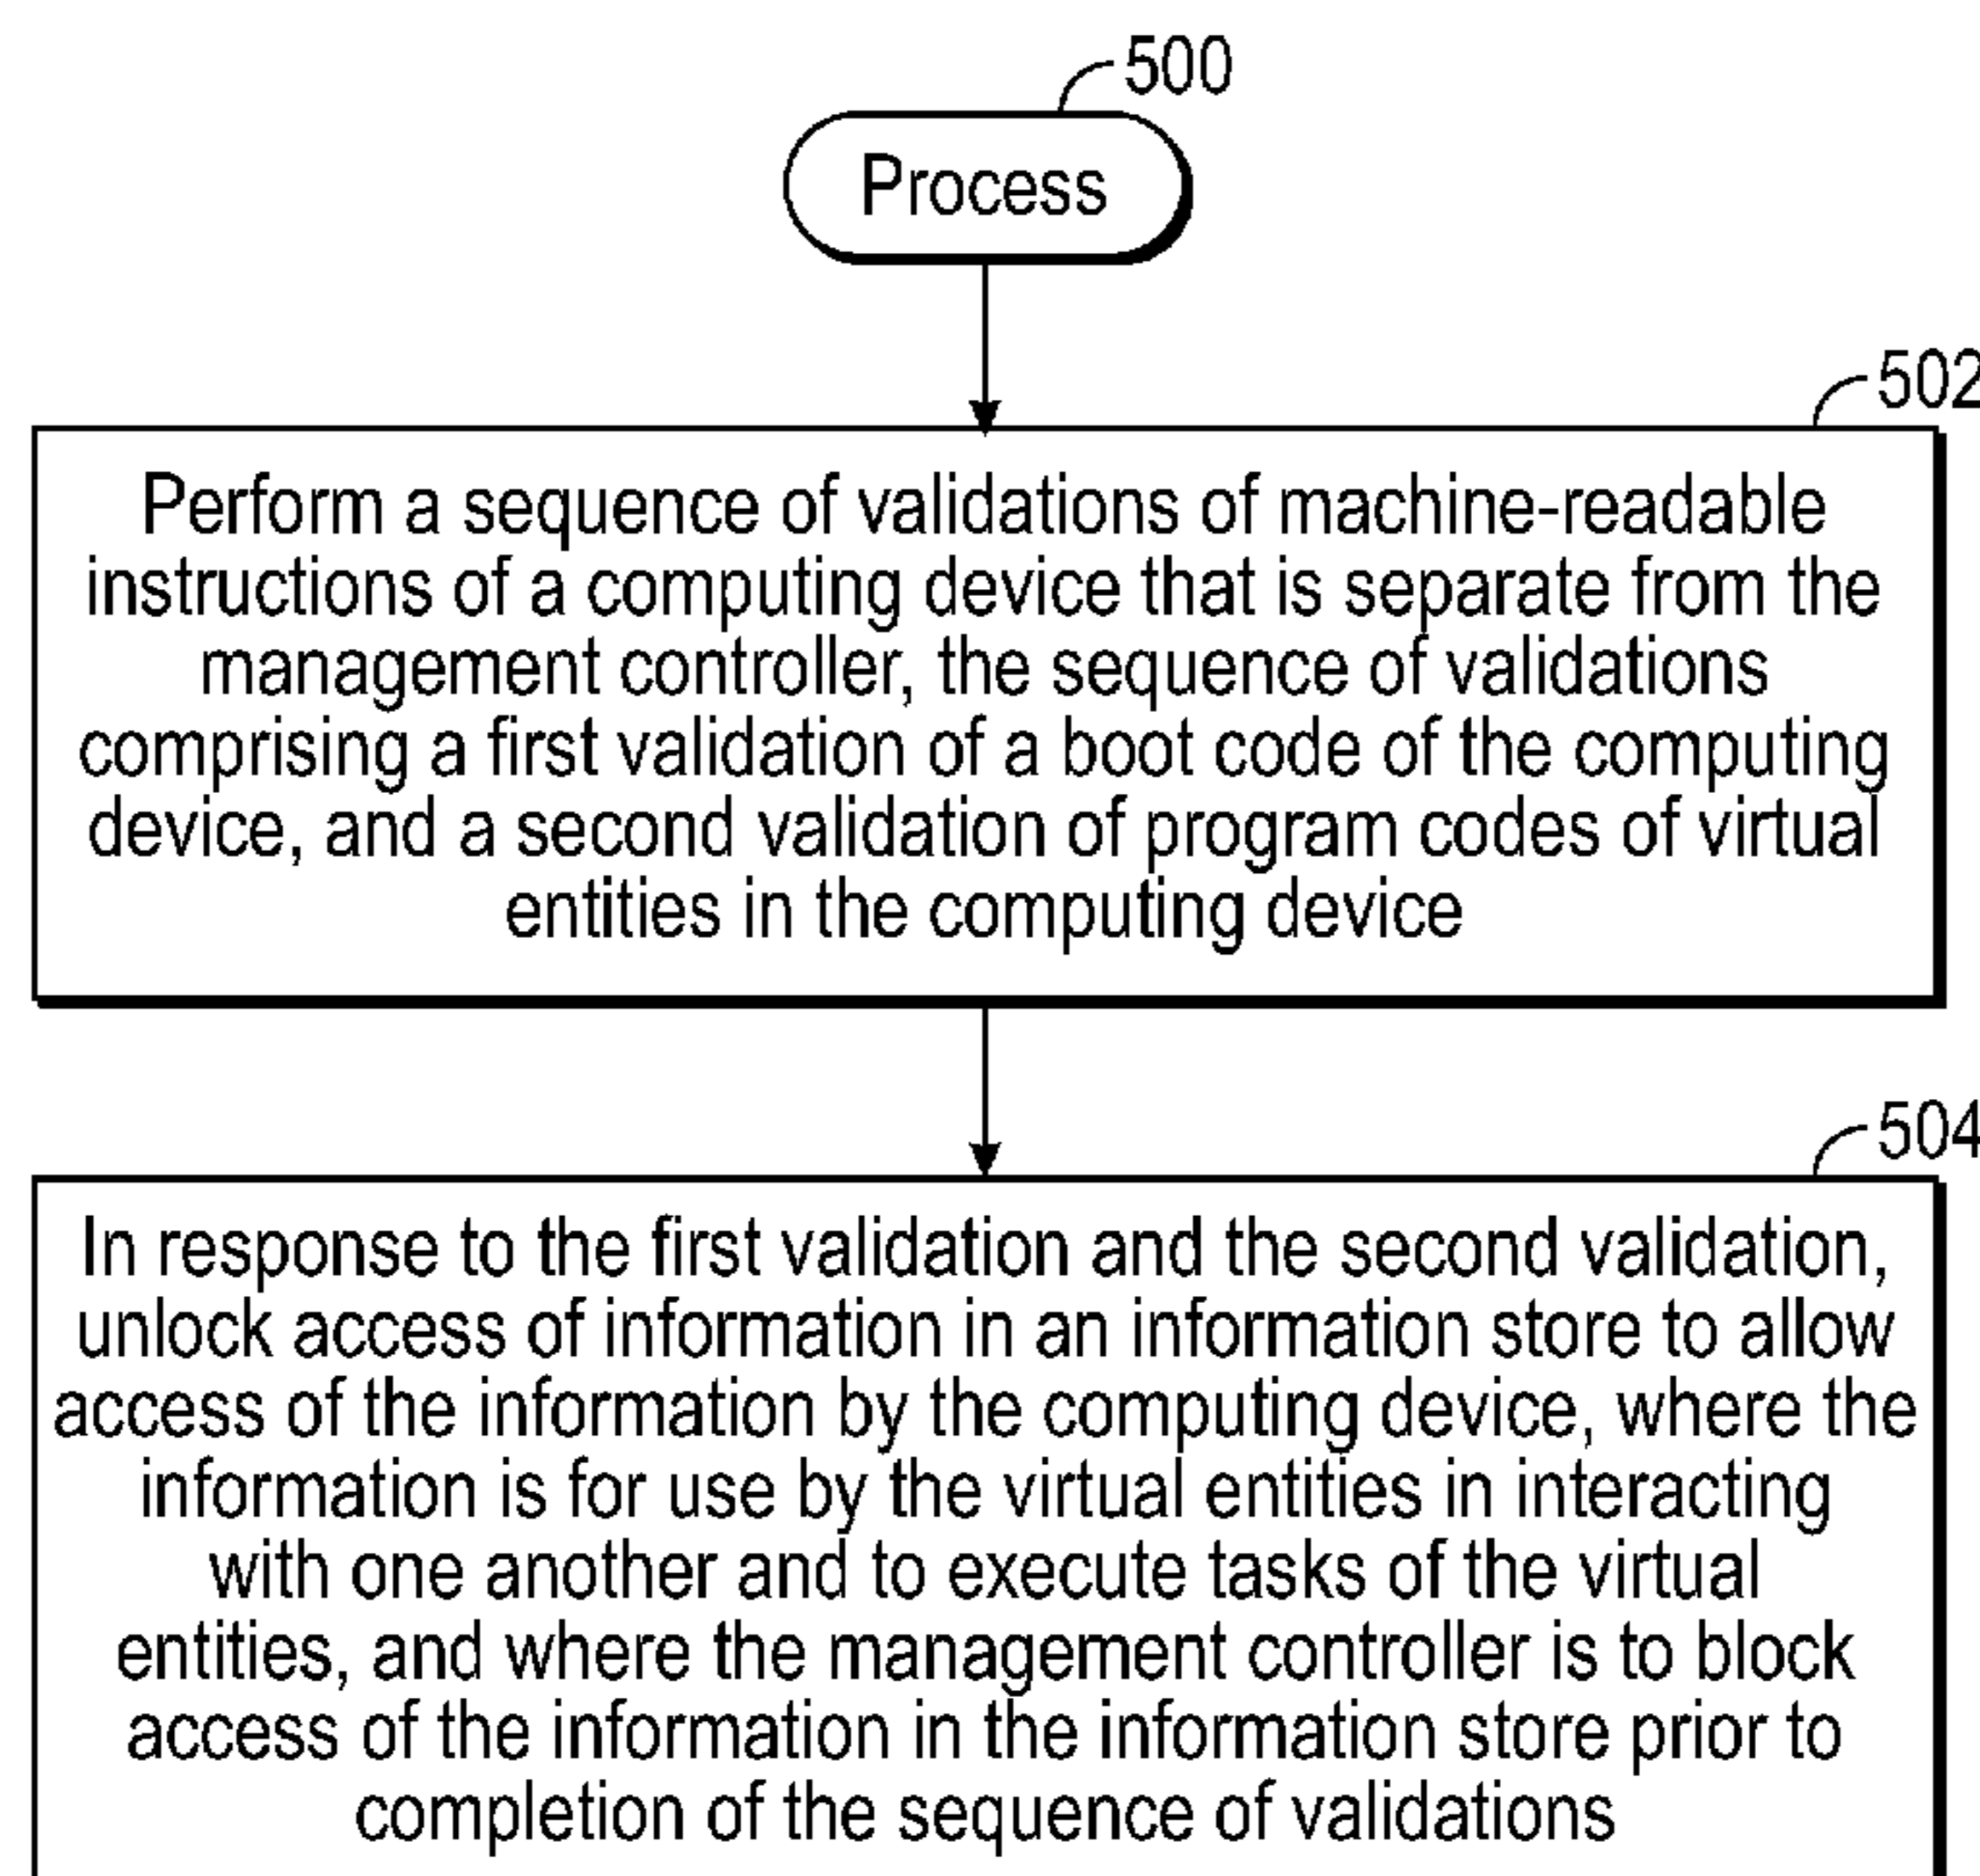 500
Process
502
Perform a sequence of validations of machine-readable
instructions of a computing device that is separate from the
management controller, the sequence of validations
comprising a first validation of a boot code of the computing
device, and a second validation of program codes of virtual
entities in the computing device
504
In response to the first validation and the second validation,
unlock access of information in an information store to allow
access of the information by the computing device, where the
information is for use by the virtual entities in interacting
with one another and to execute tasks of the virtual
entities, and where the management controller is to block
access of the information in the information store prior to
completion of the sequence of validations